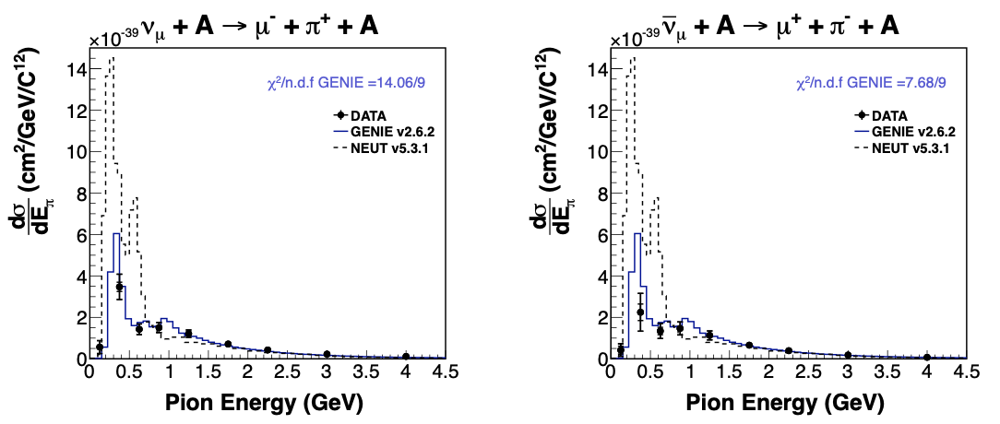 ×10⁻³⁹ νμ + A → μ⁻ + π⁺ + A
dσ/dEπ (cm²/GeV/C¹²)
χ²/n.d.f GENIE =14.06/9
DATA
GENIE v2.6.2
NEUT v5.3.1
14
12
10
8
6
4
2
0
0 0.5 1 1.5 2 2.5 3 3.5 4 4.5
Pion Energy (GeV)
×10⁻³⁹ ν̅μ + A → μ⁺ + π⁻ + A
dσ/dEπ (cm²/GeV/C¹²)
χ²/n.d.f GENIE =7.68/9
DATA
GENIE v2.6.2
NEUT v5.3.1
14
12
10
8
6
4
2
0
0 0.5 1 1.5 2 2.5 3 3.5 4 4.5
Pion Energy (GeV)